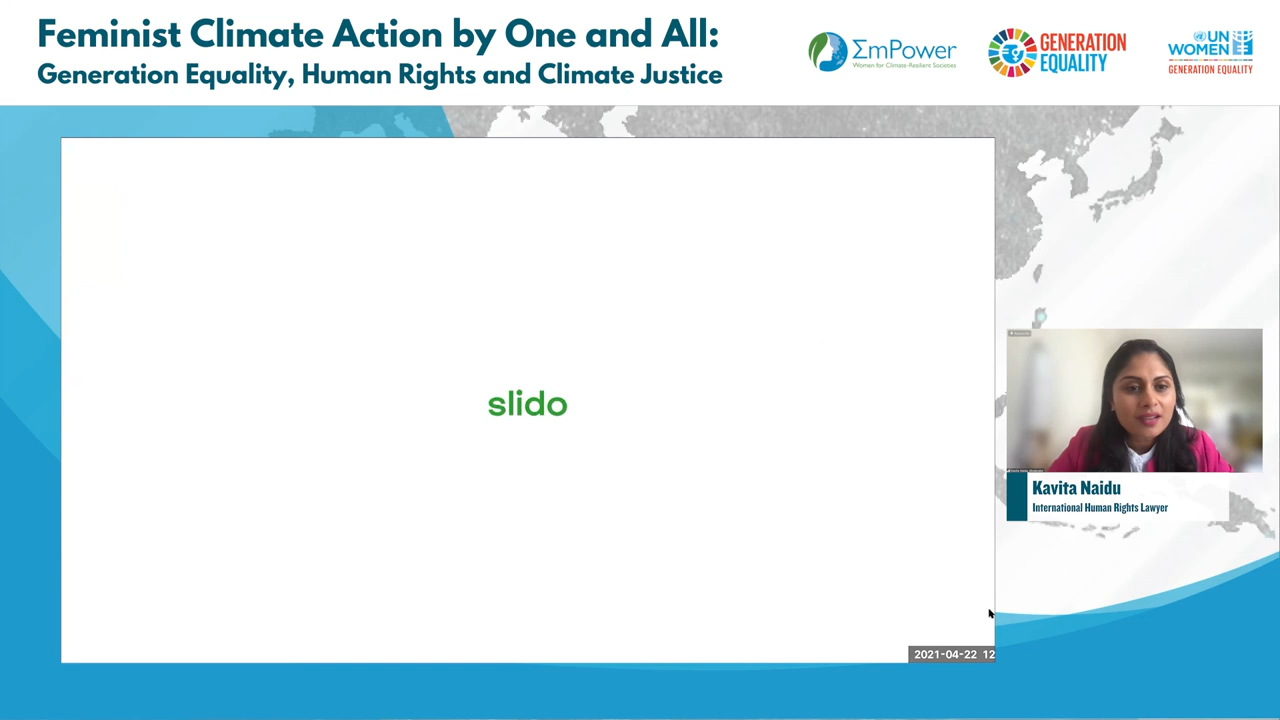 Feminist Climate Action by One and All:
Generation Equality, Human Rights and Climate Justice
ΣmPower
Women for Climate-Resilient Societies
GENERATION
EQUALITY
UN
WOMEN
GENERATION EQUALITY
slido
Kavita Naidu
International Human Rights Lawyer
2021-04-22 12